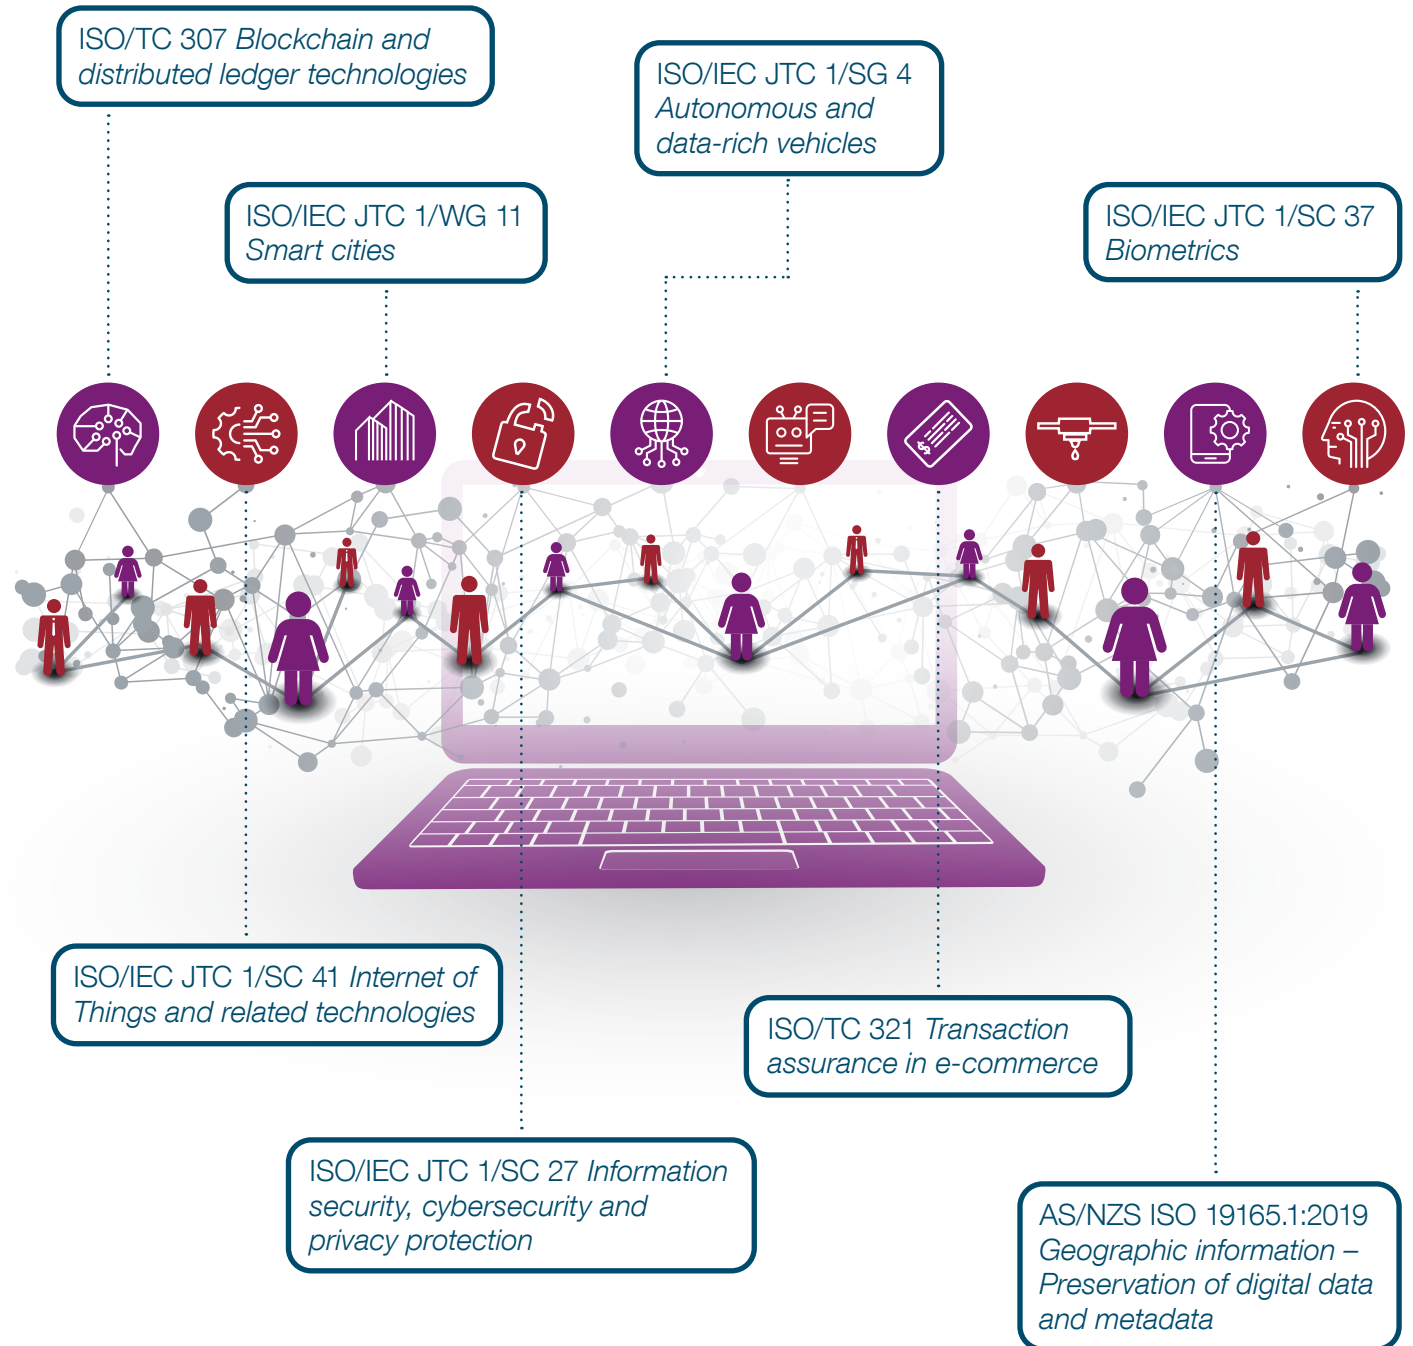 ISO/TC 307 Blockchain and
distributed ledger technologies
ISO/IEC JTC 1/SG 4
Autonomous and
data-rich vehicles
ISO/IEC JTC 1/WG 11
Smart cities
ISO/IEC JTC 1/SC 37
Biometrics
ISO/IEC JTC 1/SC 41 Internet of
Things and related technologies
ISO/TC 321 Transaction
assurance in e-commerce
ISO/IEC JTC 1/SC 27 Information
security, cybersecurity and
privacy protection
AS/NZS ISO 19165.1:2019
Geographic information –
Preservation of digital data
and metadata